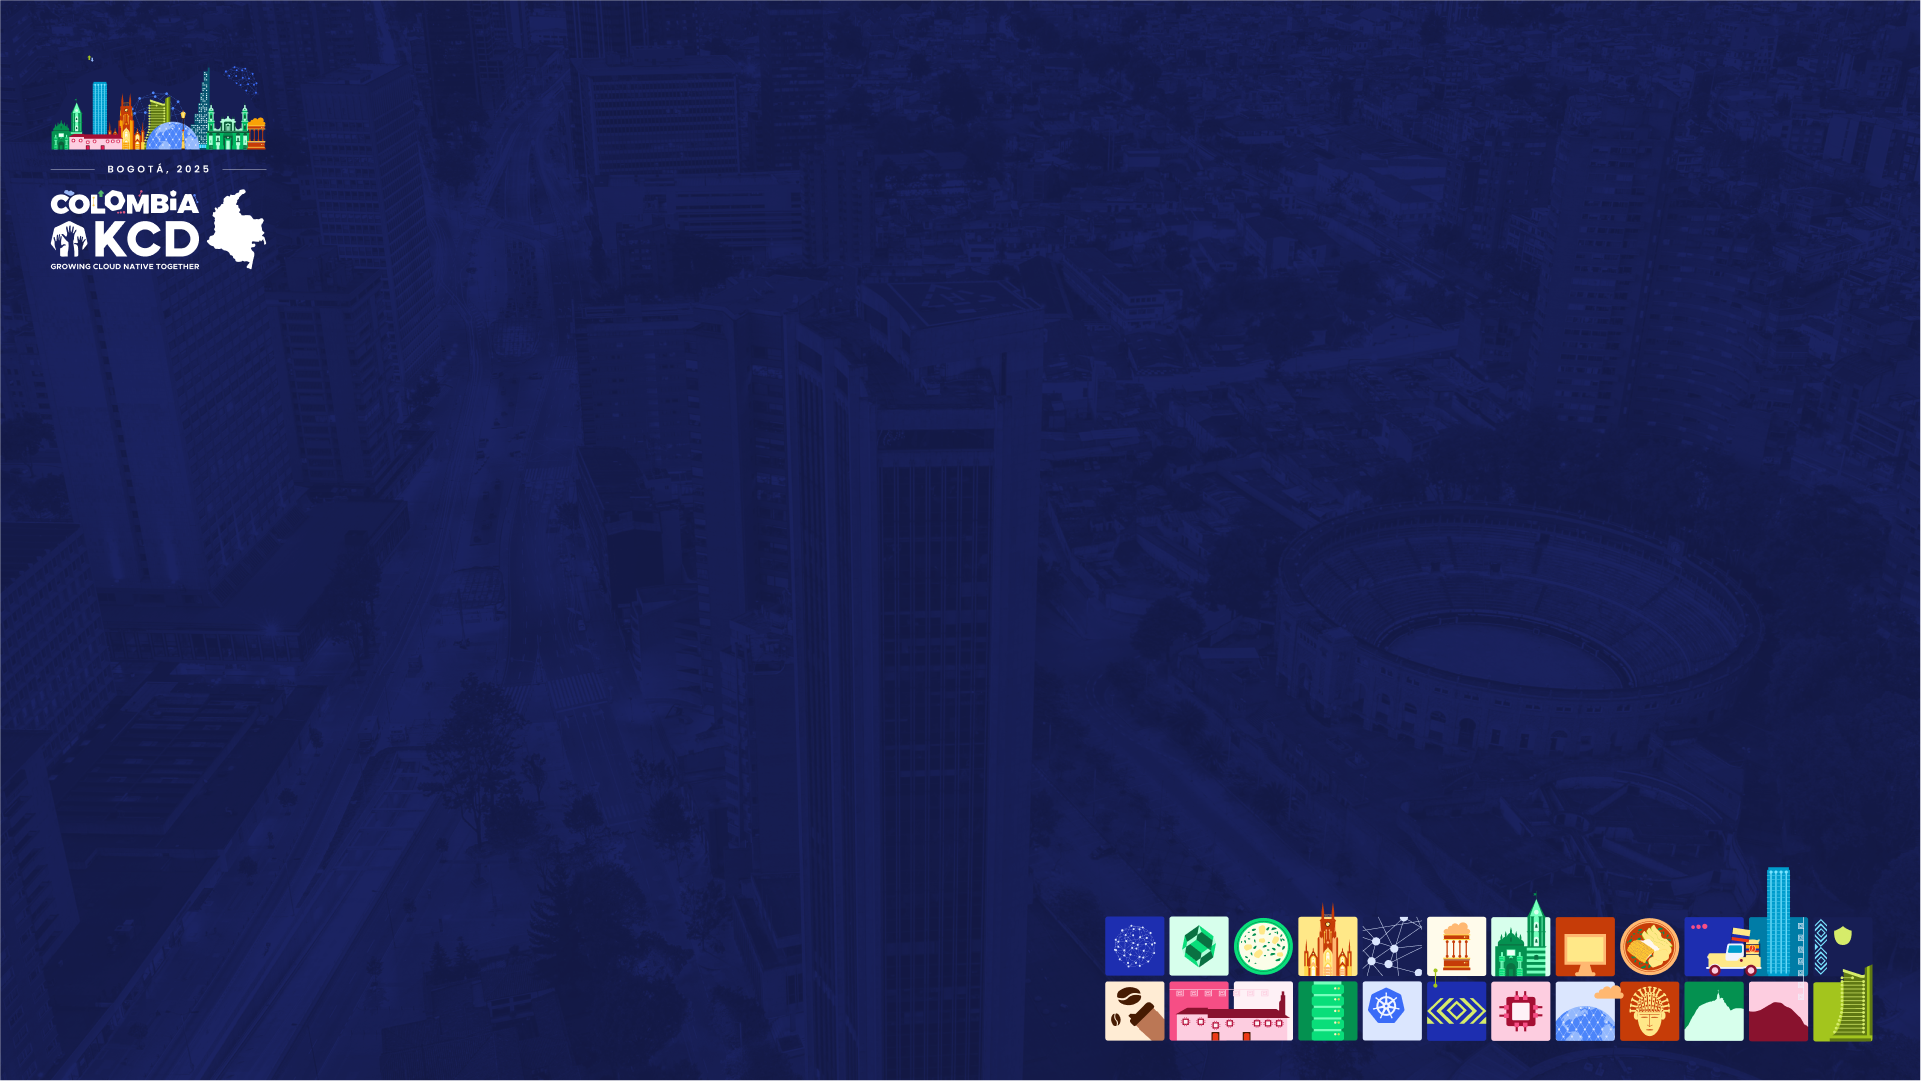 BOGOTÁ, 2025
COLOMBIA
KCD
GROWING CLOUD NATIVE TOGETHER